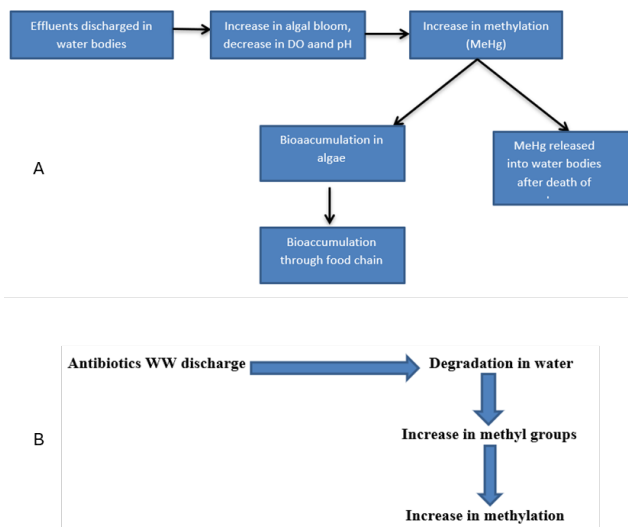 Effluents discharged in
water bodies
Increase in algal bloom,
decrease in DO aand pH
Increase in methylation
(MeHg)
Bioaacumulation in
algae
MeHg released
into water bodies
after death of
Bioaccumulation
through food chain
A
Antibiotics WW discharge
Degradation in water
Increase in methyl groups
B
Increase in methylation